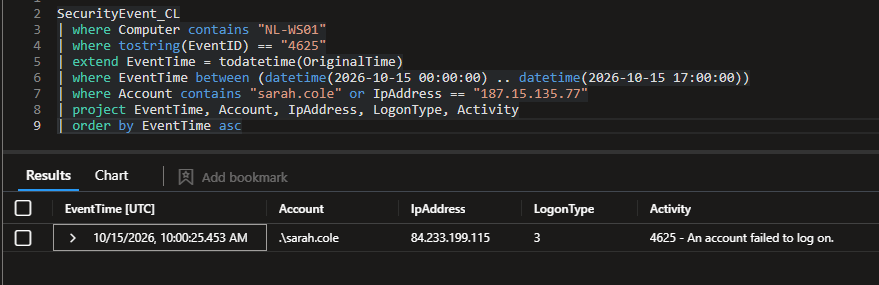 2 SecurityEvent_CL
3 | where Computer contains "NL-WS01"
4 | where tostring(EventID) == "4625"
5 | extend EventTime = todatetime(OriginalTime)
6 | where EventTime between (datetime(2026-10-15 00:00:00) .. datetime(2026-10-15 17:00:00))
7 | where Account contains "sarah.cole" or IpAddress == "187.15.135.77"
8 | project EventTime, Account, IpAddress, LogonType, Activity
9 | order by EventTime asc
Results Chart Add bookmark
EventTime [UTC] Account IpAddress LogonType Activity
10/15/2026, 10:00:25.453 AM .\sarah.cole 84.233.199.115 3 4625 - An account failed to log on.